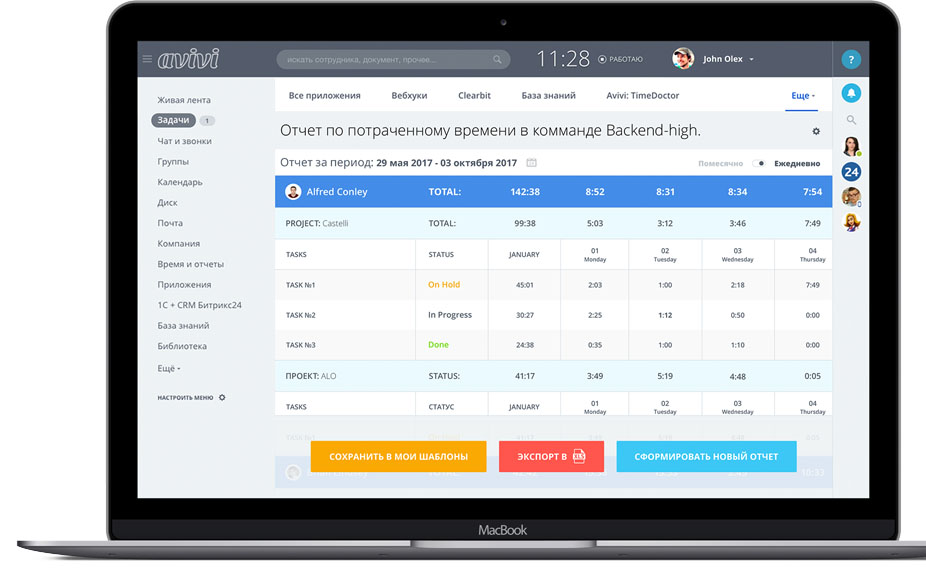 avivi
искать сотрудника, документ, прочее...
11:28
РАБОТАЮ
John Olex
?
Живая лента
Задачи 1
Чат и звонки
Группы
Календарь
Диск
Почта
Компания
Время и отчеты
Приложения
1С + CRM Битрикс24
База знаний
Библиотека
Ещё
НАСТРОИТЬ МЕНЮ
Все приложения Вебхуки Clearbit База знаний Avivi: TimeDoctor Еще
Отчет по потраченному времени в комманде Backend-high.
Отчет за период: 29 мая 2017 - 03 октября 2017 Помесячно Ежедневно
Alfred Conley TOTAL: 142:38 8:52 8:31 8:34 7:54
PROJECT: Castelli TOTAL: 99:38 5:03 3:12 3:46 7:49
TASKS STATUS JANUARY 01 Monday 02 Tuesday 03 Wednesday 04 Thursday
TASK №1 On Hold 45:01 2:03 1:00 2:18 7:49
TASK №2 In Progress 30:27 2:25 1:12 0:50 0:00
TASK №3 Done 24:38 0:35 1:00 1:10 0:00
ПРОЕКТ: ALO STATUS: 41:17 3:49 5:19 4:48 0:05
TASKS СТАТУС JANUARY 01 Monday 02 Tuesday 03 Wednesday 04 Thursday
TASK №1 41:17
СОХРАНИТЬ В МОИ ШАБЛОНЫ
ЭКСПОРТ В
СФОРМИРОВАТЬ НОВЫЙ ОТЧЕТ
10:33
24
MacBook